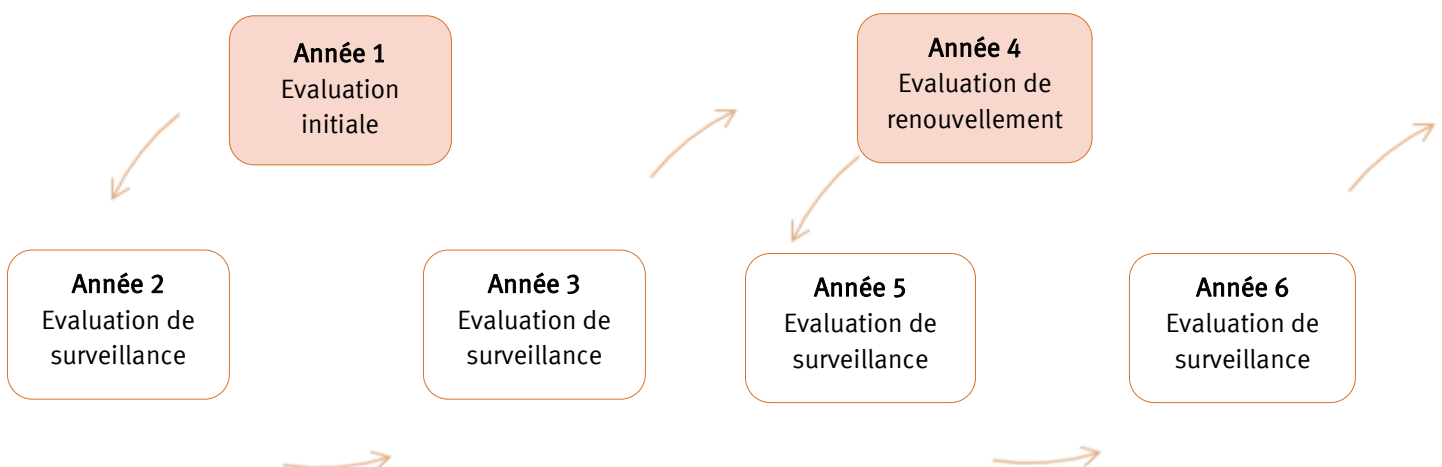 Année 1
Evaluation
initiale
Année 4
Evaluation de
renouvellement
Année 2
Evaluation de
surveillance
Année 3
Evaluation de
surveillance
Année 5
Evaluation de
surveillance
Année 6
Evaluation de
surveillance